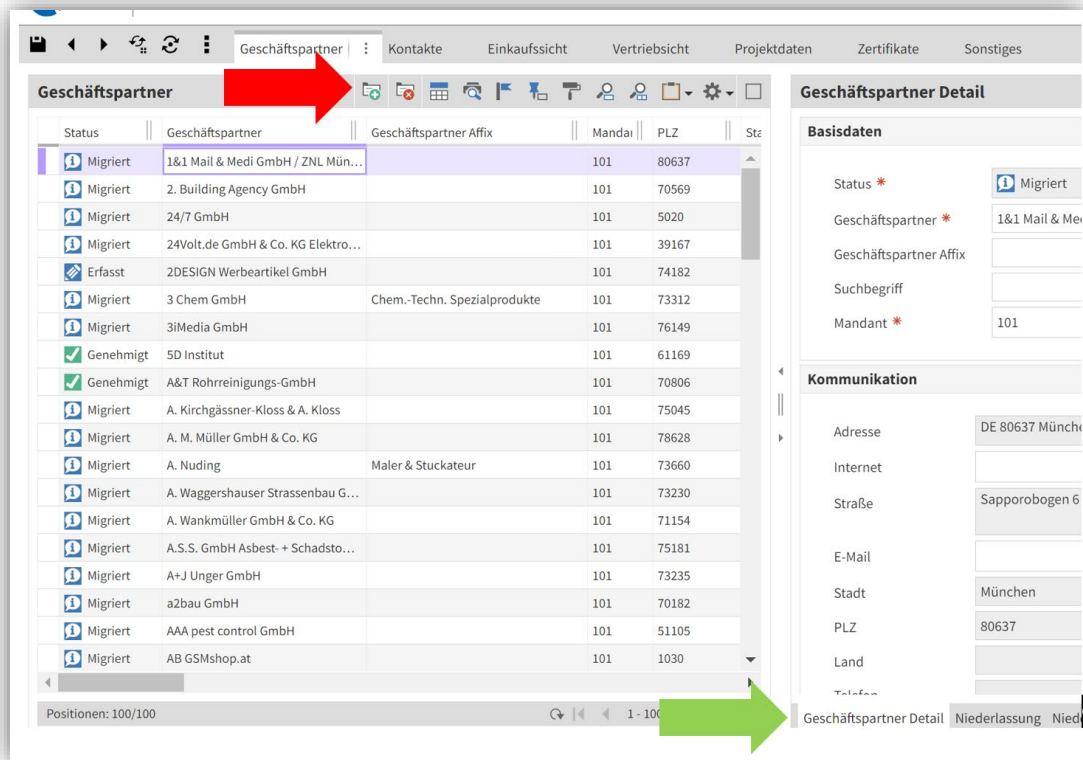 Geschäftspartner Kontakte Einkaufssicht Vertriebsicht Projektdaten Zertifikate Sonstiges
Geschäftspartner
Status Geschäftspartner Geschäftspartner Affix Mandai PLZ Sta
Migriert 1&1 Mail & Medi GmbH / ZNL Mün... 101 80637
Migriert 2. Building Agency GmbH 101 70569
Migriert 24/7 GmbH 101 5020
Migriert 24Volt.de GmbH & Co. KG Elektro... 101 39167
Erfasst 2DESIGN Werbeartikel GmbH 101 74182
Migriert 3 Chem GmbH Chem.-Techn. Spezialprodukte 101 73312
Migriert 3iMedia GmbH 101 76149
Genehmigt 5D Institut 101 61169
Genehmigt A&T Rohrreinigungs-GmbH 101 70806
Migriert A. Kirchgässner-Kloss & A. Kloss 101 75045
Migriert A. M. Müller GmbH & Co. KG 101 78628
Migriert A. Nuding Maler & Stuckateur 101 73660
Migriert A. Waggershauser Strassenbau G... 101 73230
Migriert A. Wankmüller GmbH & Co. KG 101 71154
Migriert A.S.S. GmbH Asbest- + Schadsto... 101 75181
Migriert A+J Unger GmbH 101 73235
Migriert a2bau GmbH 101 70182
Migriert AAA pest control GmbH 101 51105
Migriert AB GSMshop.at 101 1030
Positionen: 100/100 1 - 100
Geschäftspartner Detail
Basisdaten
Status * Migriert
Geschäftspartner * 1&1 Mail & Me
Geschäftspartner Affix
Suchbegriff
Mandant * 101
Kommunikation
Adresse DE 80637 Münche
Internet
Straße Sapporobogen 6
E-Mail
Stadt München
PLZ 80637
Land
Telefon
Geschäftspartner Detail Niederlassung Niede